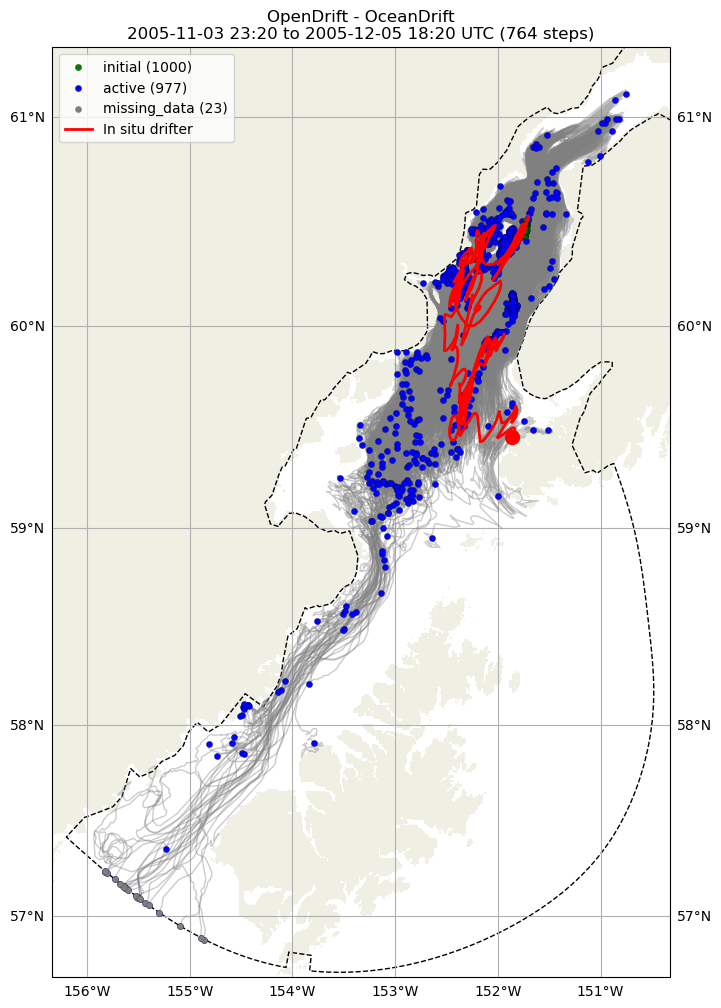 OpenDrift - OceanDrift
2005-11-03 23:20 to 2005-12-05 18:20 UTC (764 steps)
initial (1000)
active (977)
missing_data (23)
In situ drifter
61°N
61°N
60°N
60°N
59°N
59°N
58°N
58°N
57°N
57°N
156°W
155°W
154°W
153°W
152°W
151°W